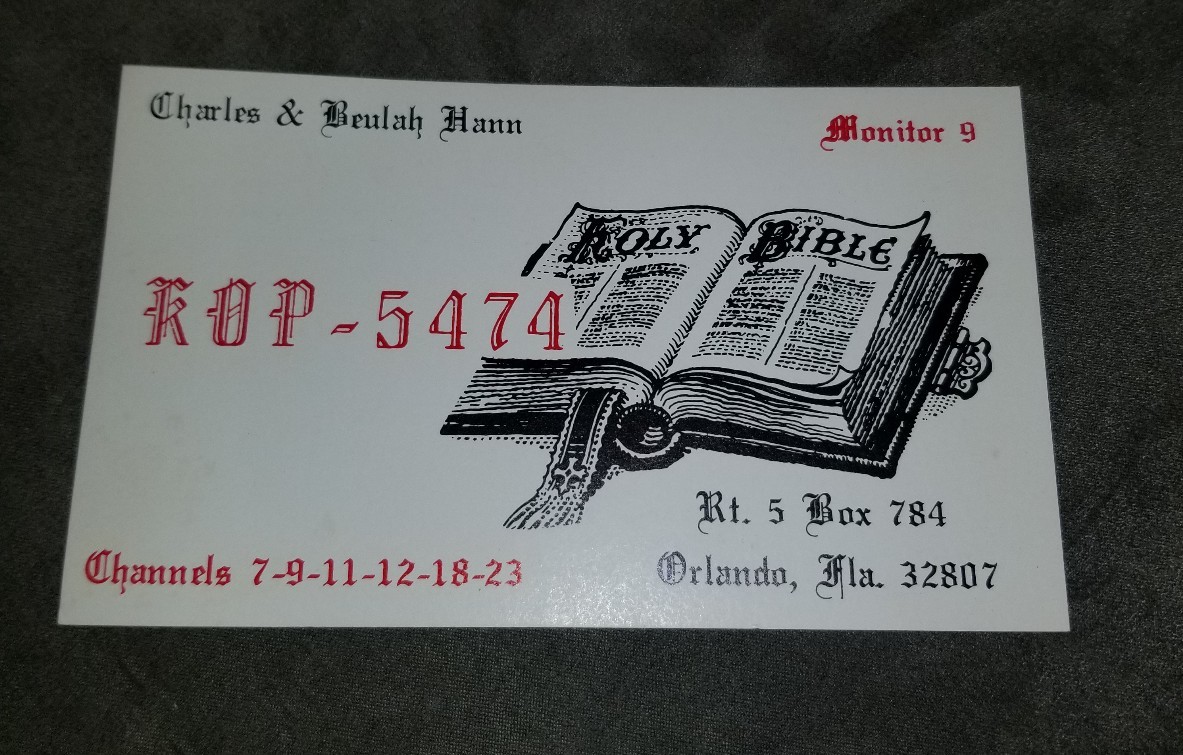 Charles & Beulah Hann
Monitor 9
HOLY BIBLE
KOP-5474
Rt. 5 Box 784
Channels 7-9-11-12-18-23
Orlando, Fla. 32807